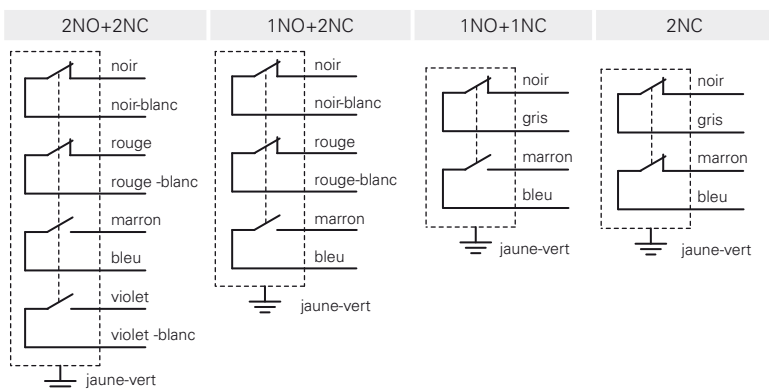 2NO+2NC
noir
noir-blanc
rouge
rouge -blanc
marron
bleu
violet
violet -blanc
jaune-vert
1NO+2NC
noir
noir-blanc
rouge
rouge-blanc
marron
bleu
jaune-vert
1NO+1NC
noir
gris
marron
bleu
jaune-vert
2NC
noir
gris
marron
bleu
jaune-vert